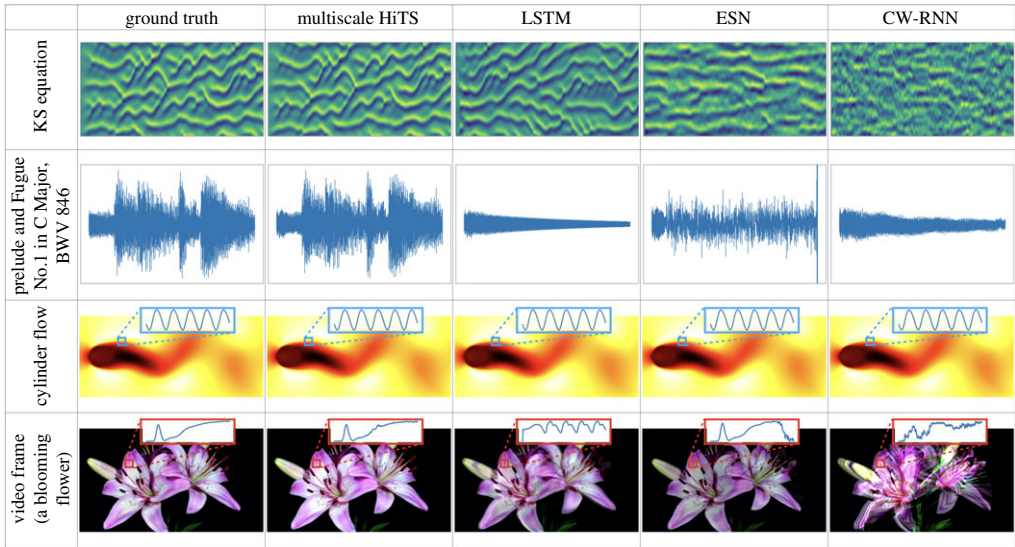 ground truth
multiscale HiTS
LSTM
ESN
CW-RNN
KS equation
prelude and Fugue
No.1 in C Major,
BWV 846
cylinder flow
video frame
(a blooming
flower)